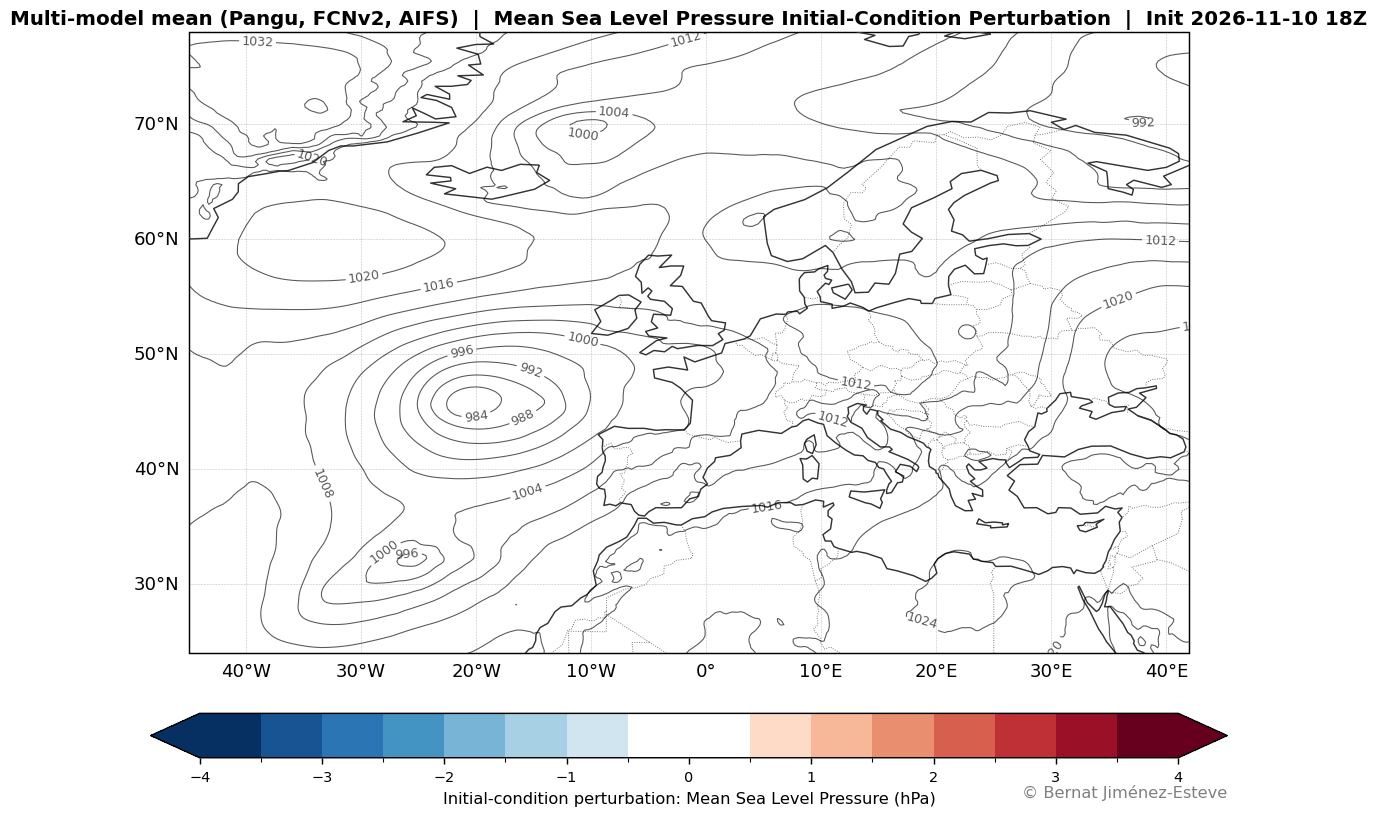 Multi-model mean (Pangu, FCNv2, AIFS) | Mean Sea Level Pressure Initial-Condition Perturbation | Init 2026-11-10 18Z
1032
1012
70°N
1004
1000
992
1020
60°N
1012
1020
1016
1020
50°N
1000
996
992
1012
984
988
1012
40°N
1008
1004
1016
1000
996
30°N
1024
40°W 30°W 20°W 10°W 0° 10°E 20°E 30°E 40°E
−4 −3 −2 −1 0 1 2 3 4
Initial-condition perturbation: Mean Sea Level Pressure (hPa)
© Bernat Jiménez-Esteve